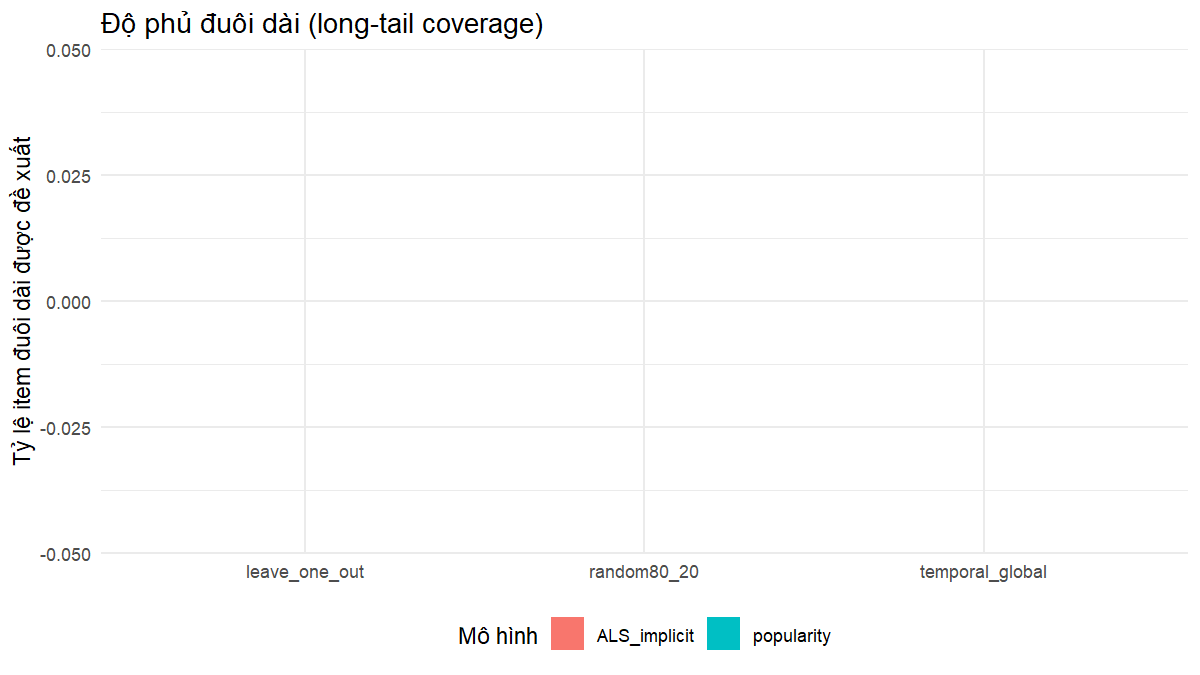 Độ phủ đuôi dài (long-tail coverage)
Tỷ lệ item đuôi dài được đề xuất
0.050
0.025
0.000
-0.025
-0.050
leave_one_out
random80_20
temporal_global
Mô hình
ALS_implicit
popularity